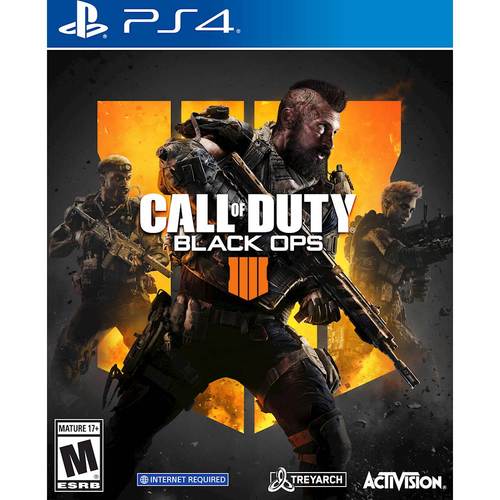 PS4
CALL OF DUTY
BLACK OPS
IIII
MATURE 17+
M
ESRB
INTERNET REQUIRED
TREYARCH
ACTIVISION